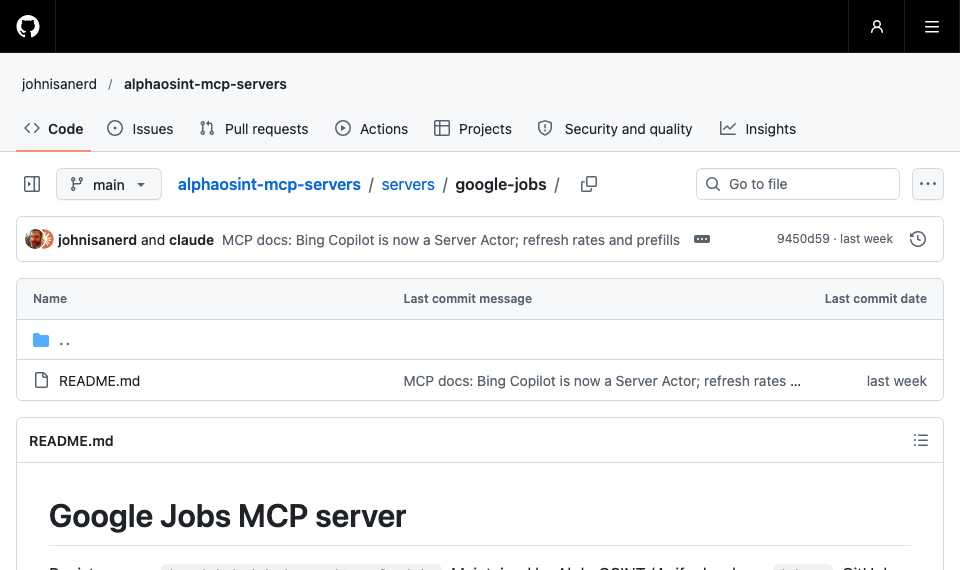 johnisanerd / alphaosint-mcp-servers
Code Issues Pull requests Actions Projects Security and quality Insights
main alphaosint-mcp-servers / servers / google-jobs / Go to file
johnisanerd and claude MCP docs: Bing Copilot is now a Server Actor; refresh rates and prefills 9450d59 · last week
Name Last commit message Last commit date
..
README.md MCP docs: Bing Copilot is now a Server Actor; refresh rates ... last week
README.md
Google Jobs MCP server